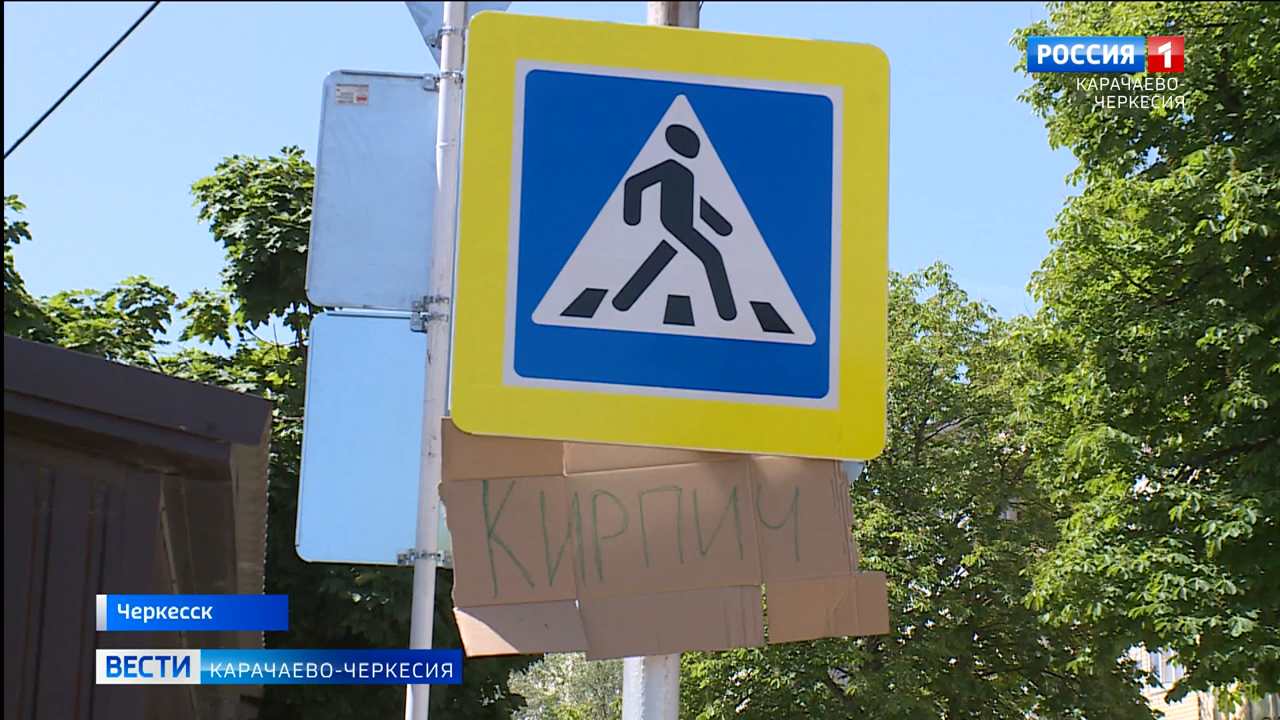 РОССИЯ 1
КАРАЧАЕВО-
ЧЕРКЕСИЯ
КИРПИЧ
Черкесск
ВЕСТИ КАРАЧАЕВО-ЧЕРКЕСИЯ